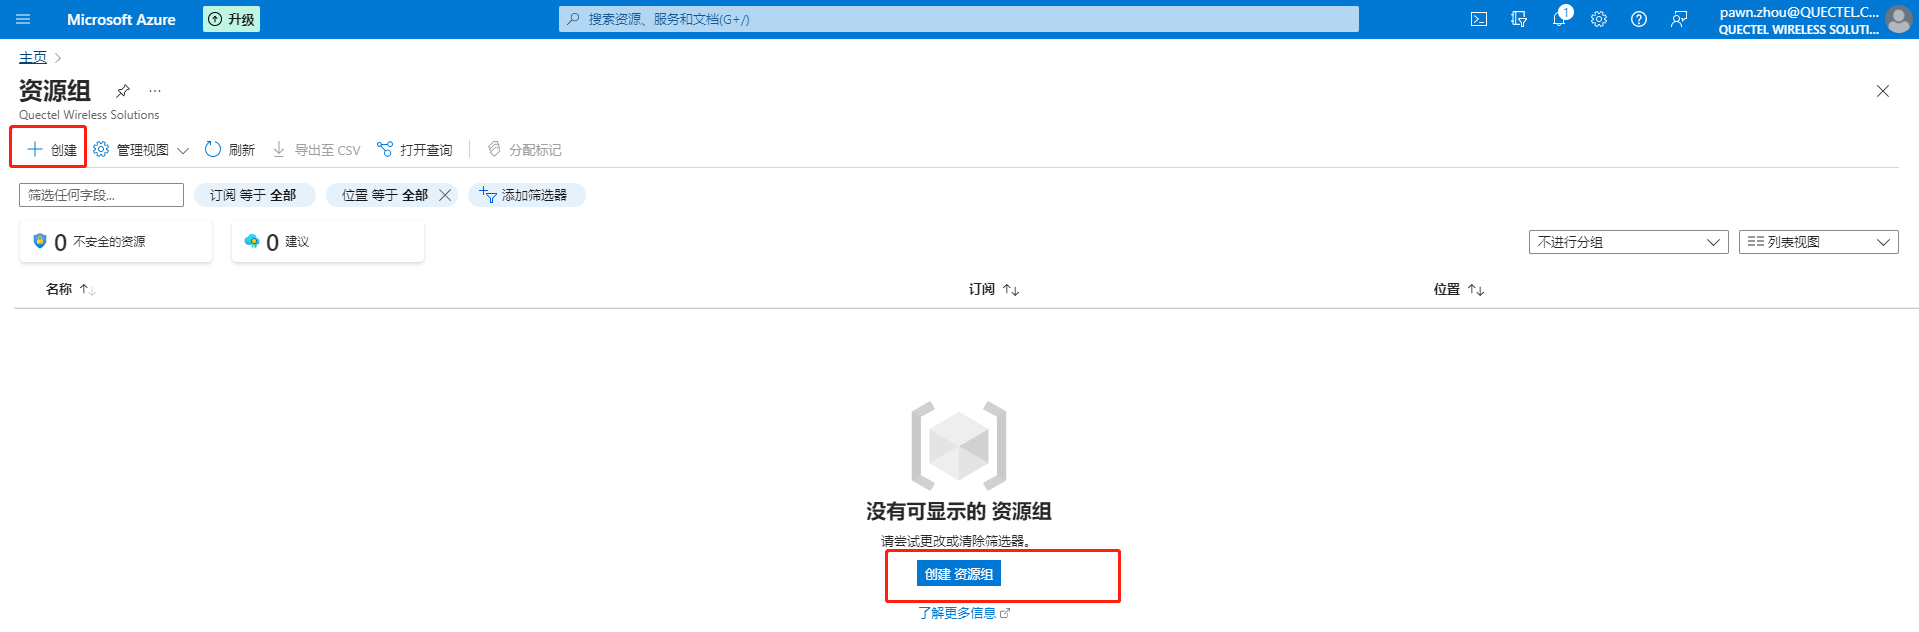 Microsoft Azure
升级
搜索资源、服务和文档(G+/)
1
pawn.zhou@QUECTEL.C...
QUECTEL WIRELESS SOLUTI...
主页
资源组
...
Quectel Wireless Solutions
创建
管理视图
刷新
导出至 CSV
打开查询
分配标记
筛选任何字段...
订阅 等于 全部
位置 等于 全部
添加筛选器
0 不安全的资源
0 建议
不进行分组
列表视图
名称
订阅
位置
没有可显示的 资源组
请尝试更改或清除筛选器。
创建 资源组
了解更多信息